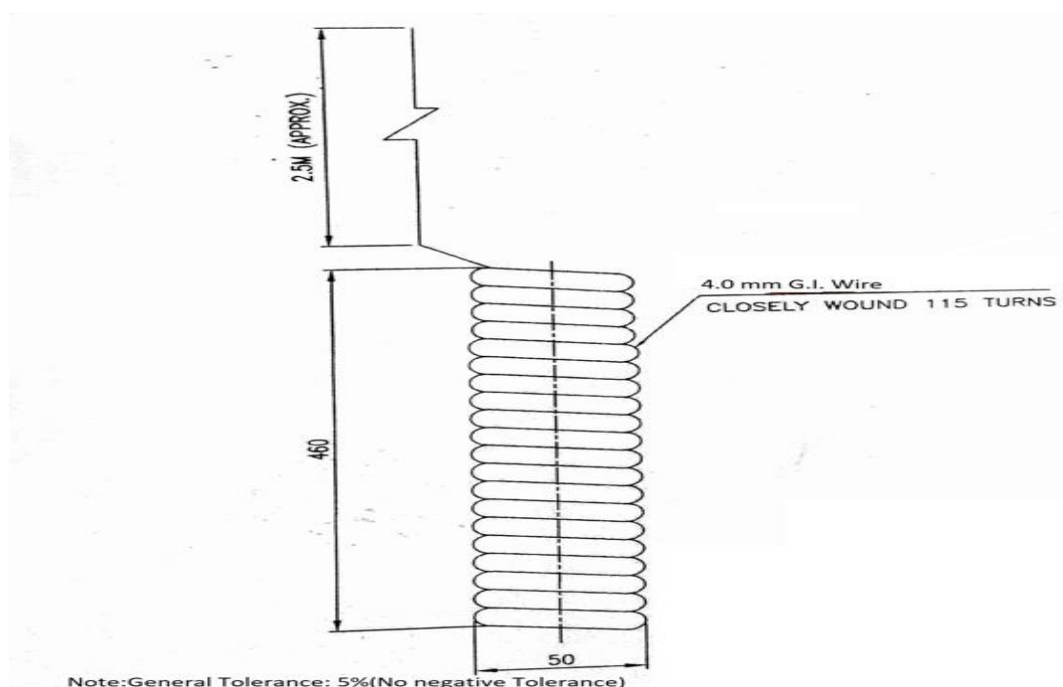 2.5M (APPROX.)
4.0 mm G.I. Wire
CLOSELY WOUND 115 TURNS
460
50
Note:General Tolerance: 5%(No negative Tolerance)